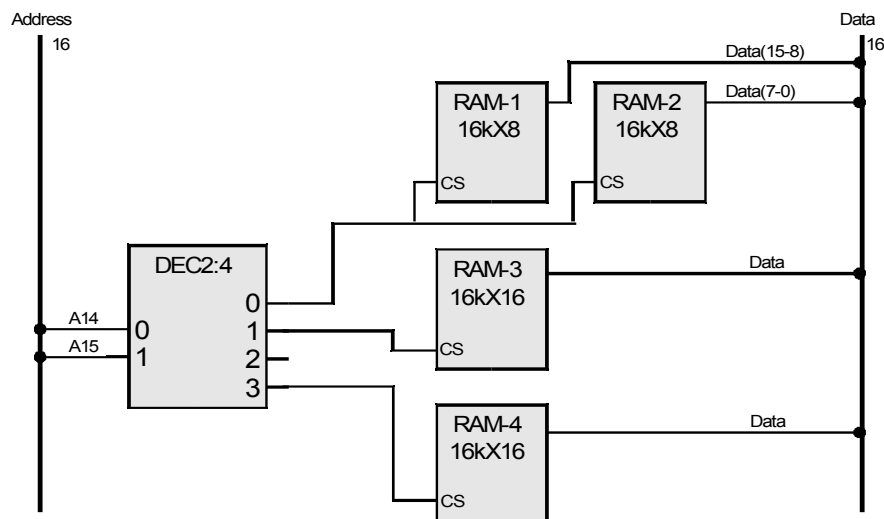 Address
Data
16
16
Data(15-8)
RAM-1
16kX8
CS
RAM-2
16kX8
CS
Data(7-0)
DEC2:4
0
1
2
3
A14
0
A15
1
RAM-3
16kX16
CS
Data
RAM-4
16kX16
CS
Data